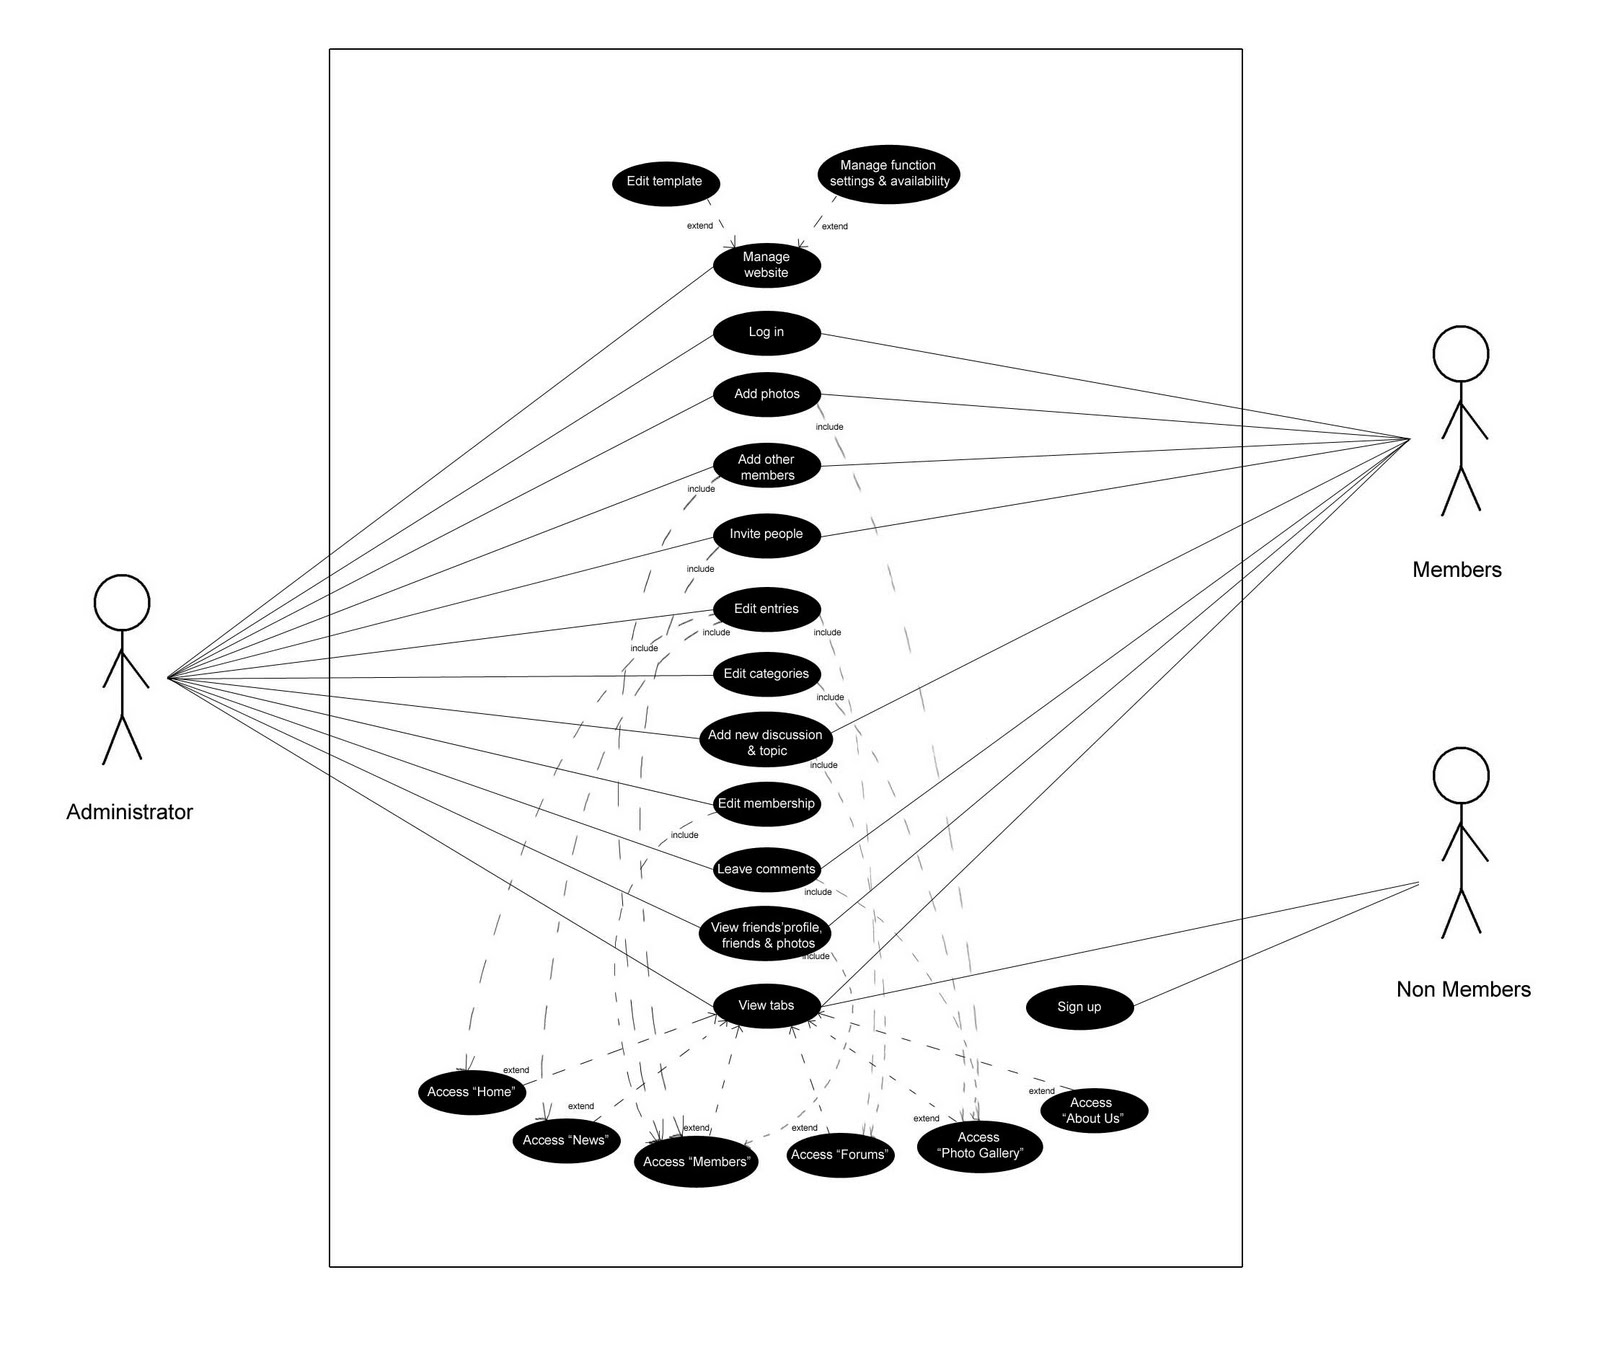 Edit template
Manage function
settings & availability
extend
extend
Manage
website
Log in
Add photos
include
Add other
members
include
Invite people
include
Edit entries
include
include
include
Edit categories
include
Add new discussion
& topic
include
Edit membership
include
Leave comments
include
View friends'profile,
friends & photos
include
View tabs
Sign up
extend
Access “Home”
extend
Access “News”
extend
Access “Members”
extend
Access “Forums”
extend
Access
“Photo Gallery”
extend
Access
“About Us”
Administrator
Members
Non Members